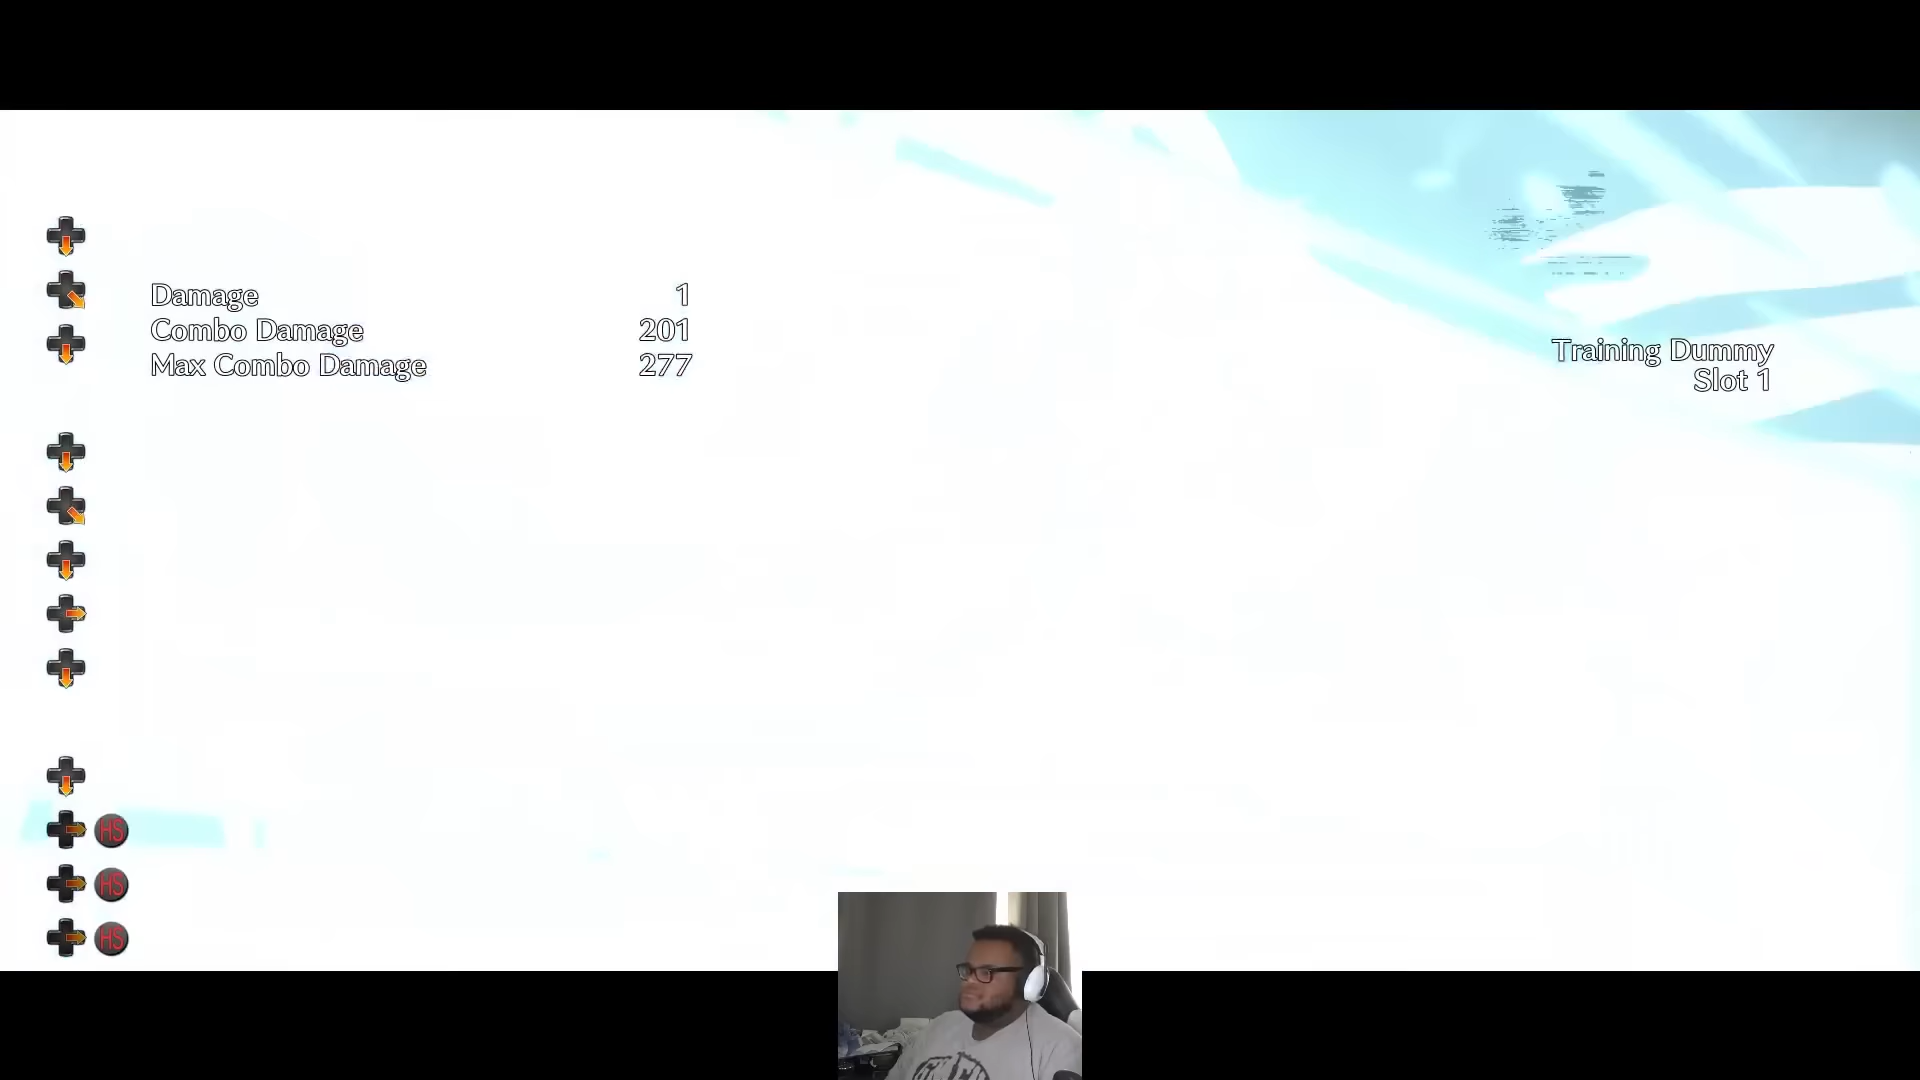 Damage 1
Combo Damage 201
Max Combo Damage 277
Training Dummy
Slot 1
HS
HS
HS